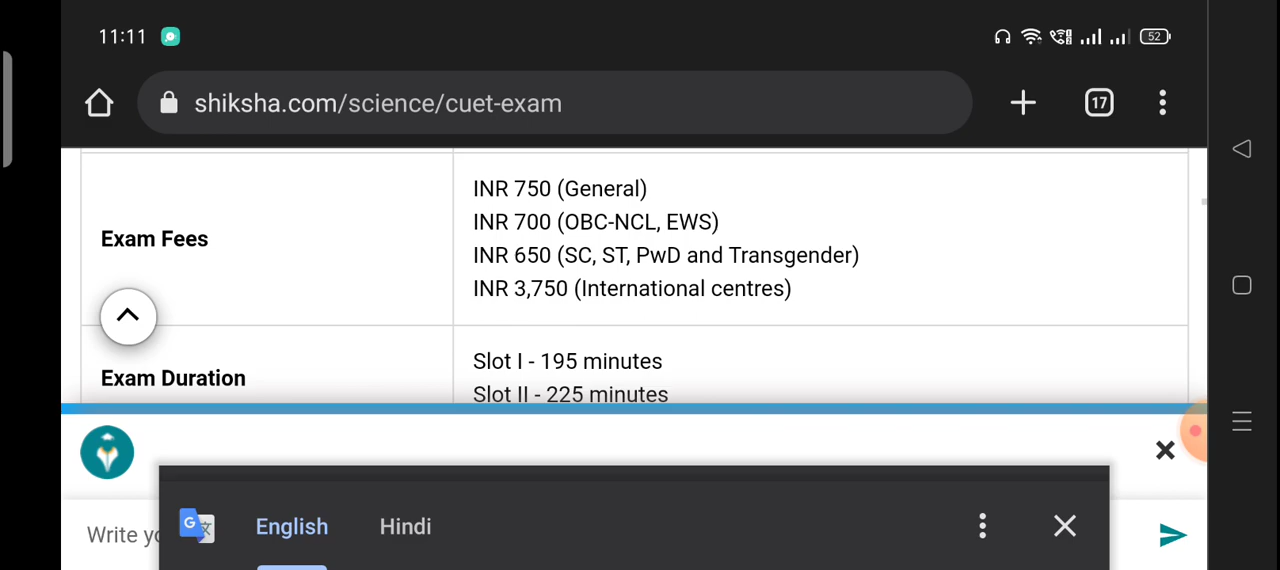 11:11
52
shiksha.com/science/cuet-exam
17
Exam Fees
INR 750 (General)
INR 700 (OBC-NCL, EWS)
INR 650 (SC, ST, PwD and Transgender)
INR 3,750 (International centres)
Exam Duration
Slot I - 195 minutes
Slot II - 225 minutes
Write
English
Hindi